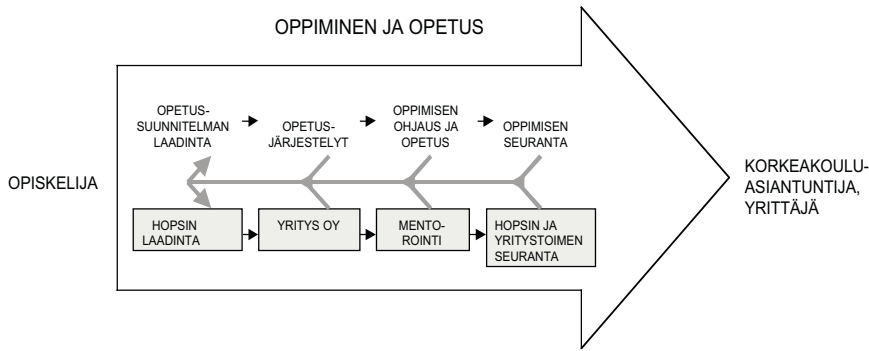 OPPIMINEN JA OPETUS
OPISKELIJA
OPETUS-
SUUNNITELMAN
LAADINTA
OPETUS-
JÄRJESTELYT
OPPIMISEN
OHJAUS JA
OPETUS
OPPIMISEN
SEURANTA
HOPSIN
LAADINTA
YRITYS OY
MENTO-
ROINTI
HOPSIN JA
YRITYSTOIMEN
SEURANTA
KORKEAKOULU-
ASIANTUNTIJA,
YRITTÄJÄ